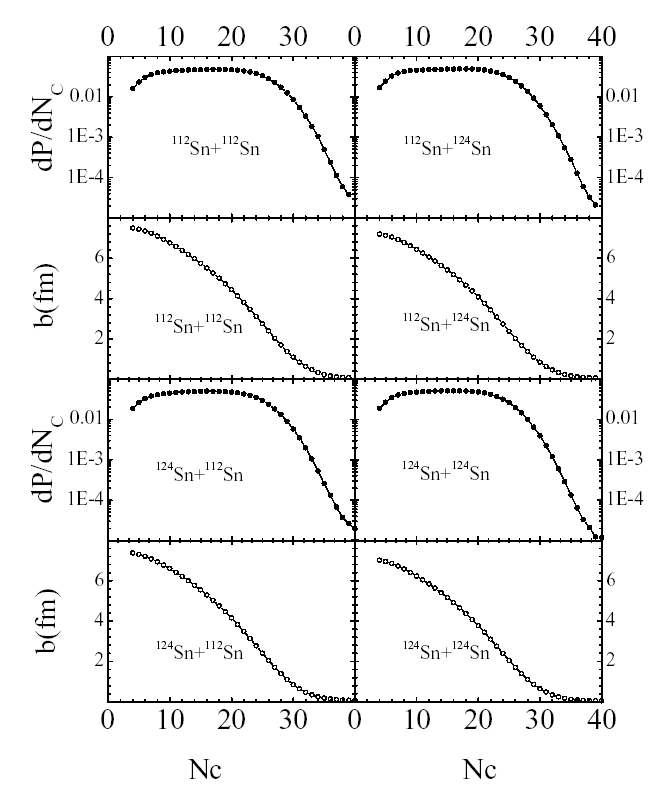 0 10 20 30 0 10 20 30 40
dP/dN_C 0.01 1E-3 1E-4 ¹¹²Sn+¹¹²Sn ¹¹²Sn+¹²⁴Sn 0.01 1E-3 1E-4
b(fm) 6 4 2 ¹¹²Sn+¹¹²Sn ¹¹²Sn+¹²⁴Sn 6 4 2
dP/dN_C 0.01 1E-3 1E-4 ¹²⁴Sn+¹¹²Sn ¹²⁴Sn+¹²⁴Sn 0.01 1E-3 1E-4
b(fm) 6 4 2 ¹²⁴Sn+¹¹²Sn ¹²⁴Sn+¹²⁴Sn 6 4 2
0 10 20 30 0 10 20 30 40
Nc Nc